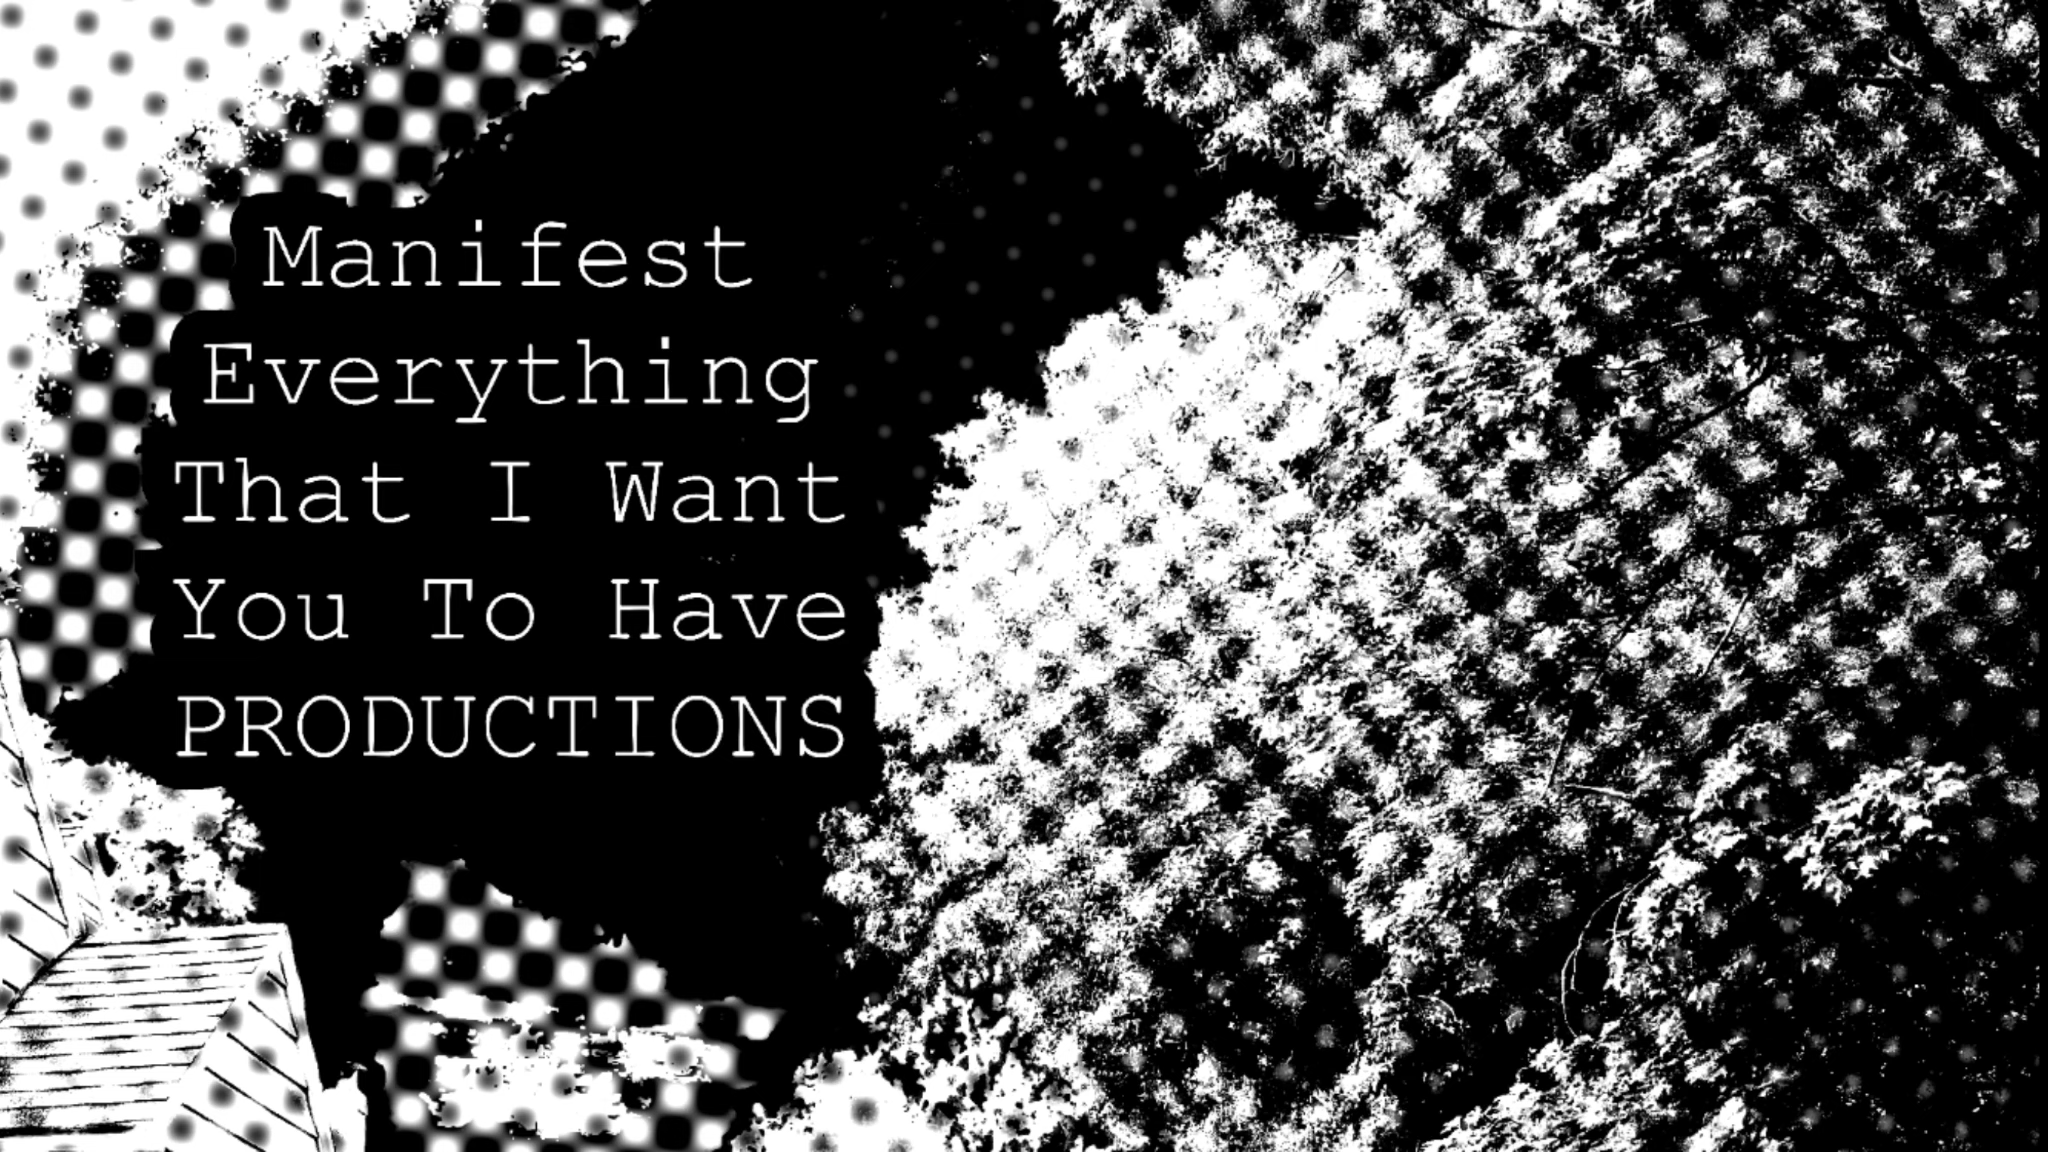 Manifest
Everything
That I Want
You To Have
PRODUCTIONS